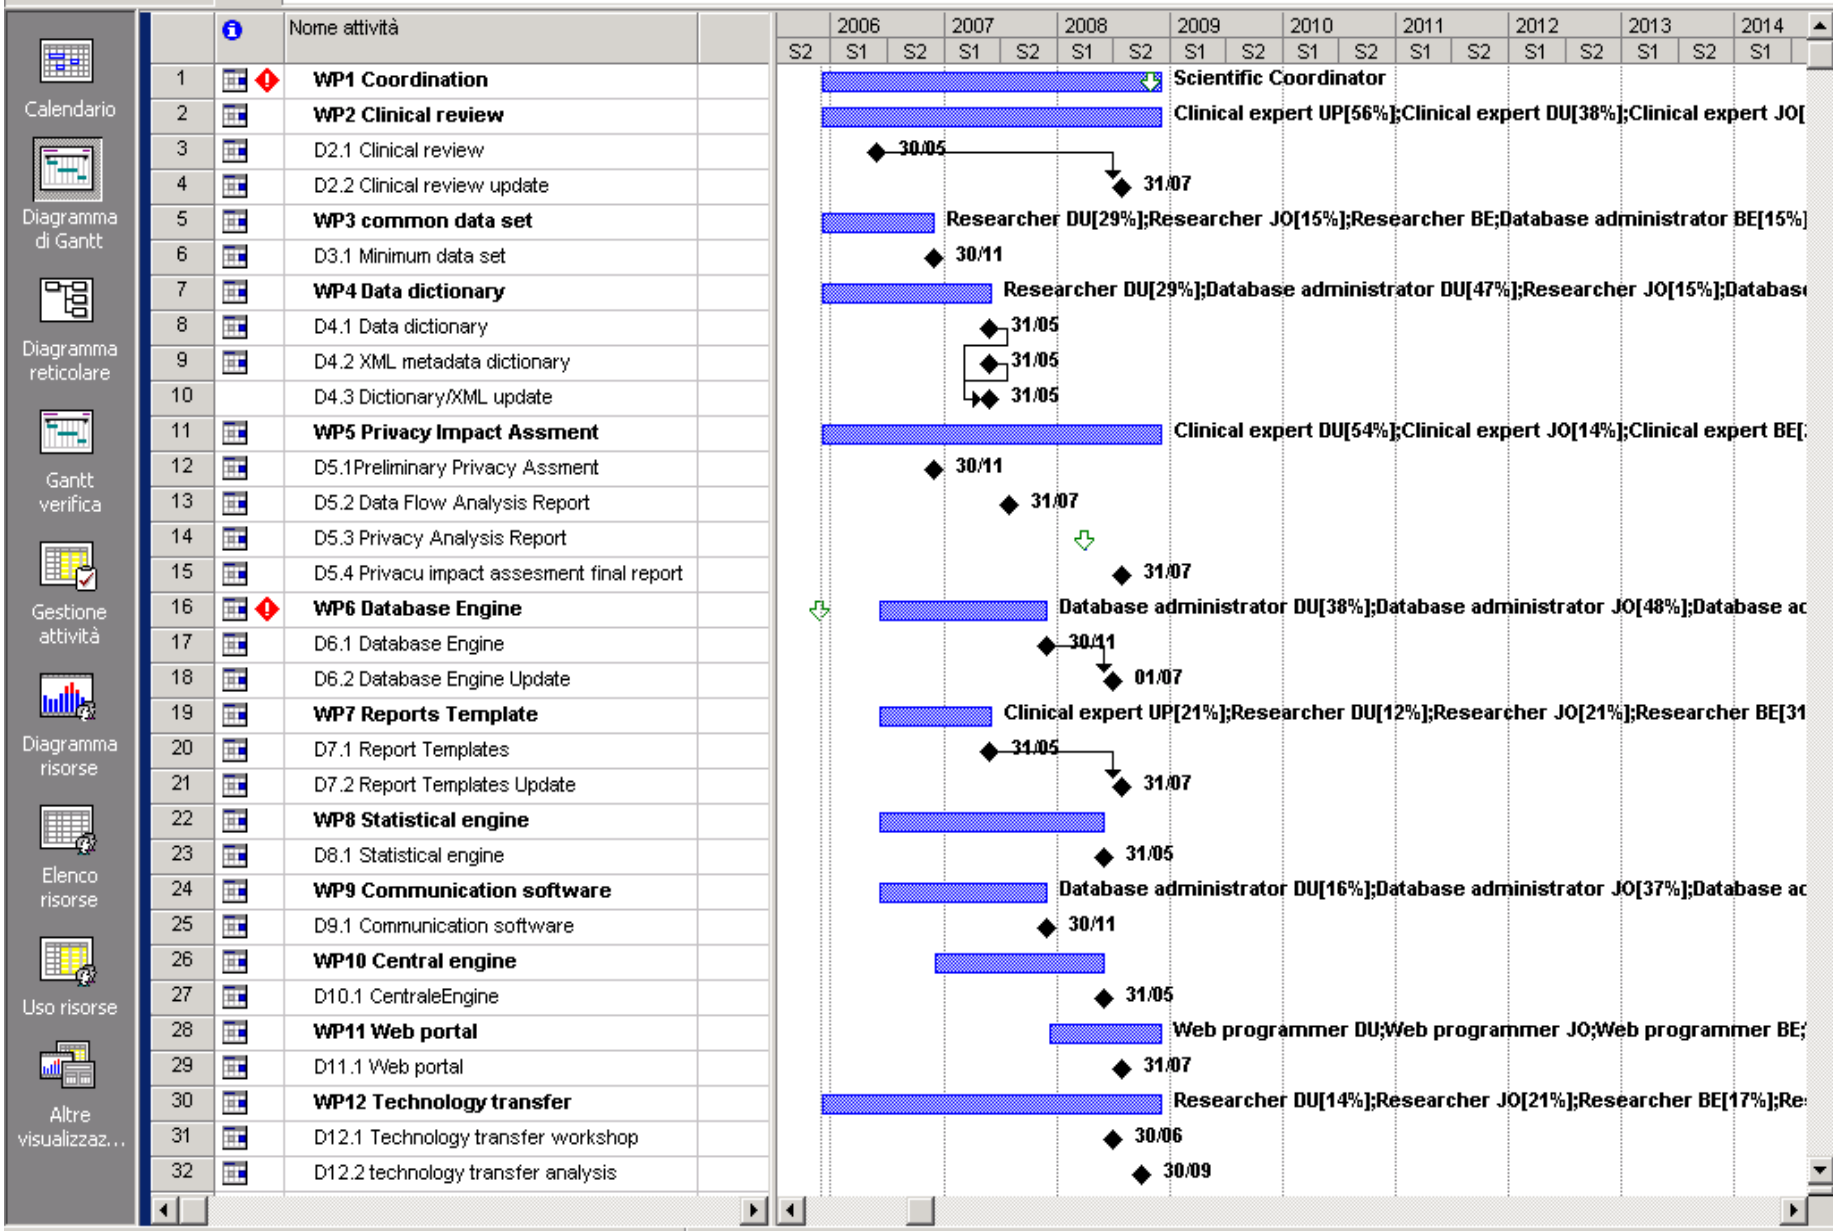 Nome attività
2006 2007 2008 2009 2010 2011 2012 2013 2014
S2 S1 S2 S1 S2 S1 S2 S1 S2 S1 S2 S1 S2 S1 S2 S1 S2 S1
1 WP1 Coordination Scientific Coordinator
2 WP2 Clinical review Clinical expert UP[56%];Clinical expert DU[38%];Clinical expert JO[
3 D2.1 Clinical review 30/05
4 D2.2 Clinical review update 31/07
5 WP3 common data set Researcher DU[29%];Researcher JO[15%];Researcher BE;Database administrator BE[15%]
6 D3.1 Minimum data set 30/11
7 WP4 Data dictionary Researcher DU[29%];Database administrator DU[47%];Researcher JO[15%];Database
8 D4.1 Data dictionary 31/05
9 D4.2 XML metadata dictionary 31/05
10 D4.3 Dictionary/XML update 31/05
11 WP5 Privacy Impact Assment Clinical expert DU[54%];Clinical expert JO[14%];Clinical expert BE[
12 D5.1Preliminary Privacy Assment 30/11
13 D5.2 Data Flow Analysis Report 31/07
14 D5.3 Privacy Analysis Report
15 D5.4 Privacu impact assesment final report 31/07
16 WP6 Database Engine Database administrator DU[38%];Database administrator JO[48%];Database ac
17 D6.1 Database Engine 30/11
18 D6.2 Database Engine Update 01/07
19 WP7 Reports Template Clinical expert UP[21%];Researcher DU[12%];Researcher JO[21%];Researcher BE[31
20 D7.1 Report Templates 31/05
21 D7.2 Report Templates Update 31/07
22 WP8 Statistical engine
23 D8.1 Statistical engine 31/05
24 WP9 Communication software Database administrator DU[16%];Database administrator JO[37%];Database ac
25 D9.1 Communication software 30/11
26 WP10 Central engine
27 D10.1 CentraleEngine 31/05
28 WP11 Web portal Web programmer DU;Web programmer JO;Web programmer BE;
29 D11.1 Web portal 31/07
30 WP12 Technology transfer Researcher DU[14%];Researcher JO[21%];Researcher BE[17%];Re
31 D12.1 Technology transfer workshop 30/06
32 D12.2 technology transfer analysis 30/09
Calendario
Diagramma
di Gantt
Diagramma
reticolare
Gantt
verifica
Gestione
attività
Diagramma
risorse
Elenco
risorse
Uso risorse
Altre
visualizzaz...